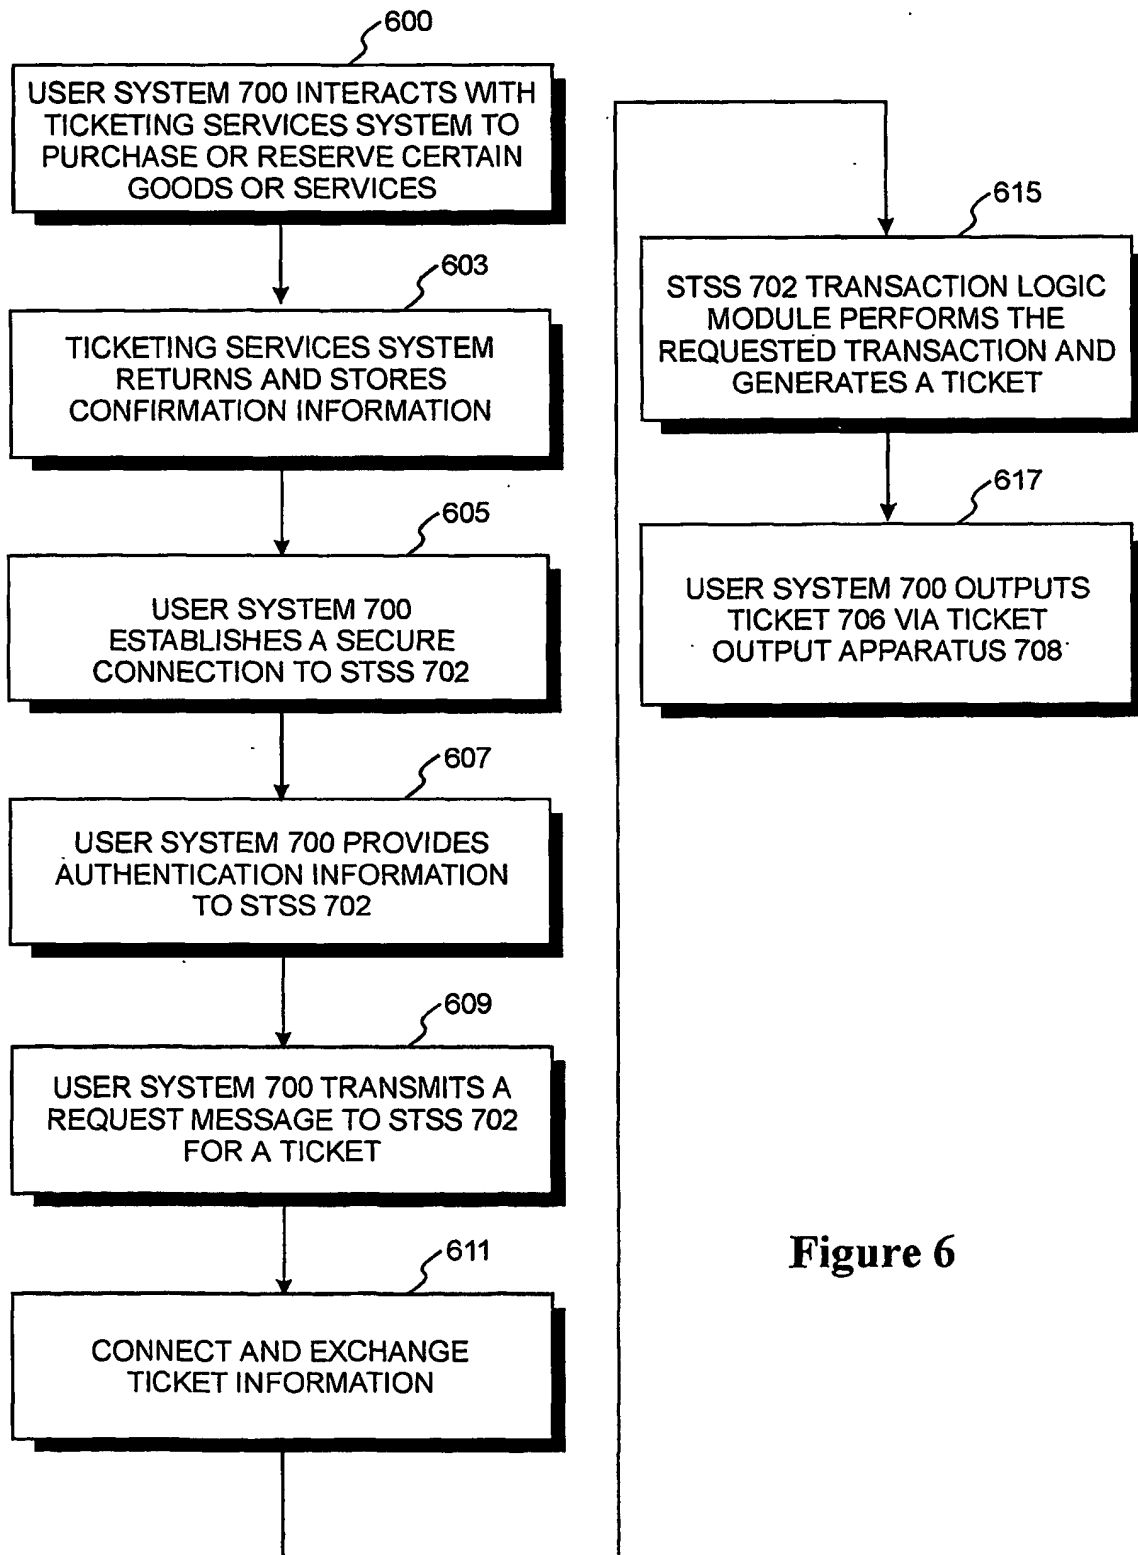 600
USER SYSTEM 700 INTERACTS WITH
TICKETING SERVICES SYSTEM TO
PURCHASE OR RESERVE CERTAIN
GOODS OR SERVICES
603
TICKETING SERVICES SYSTEM
RETURNS AND STORES
CONFIRMATION INFORMATION
605
USER SYSTEM 700
ESTABLISHES A SECURE
CONNECTION TO STSS 702
607
USER SYSTEM 700 PROVIDES
AUTHENTICATION INFORMATION
TO STSS 702
609
USER SYSTEM 700 TRANSMITS A
REQUEST MESSAGE TO STSS 702
FOR A TICKET
611
CONNECT AND EXCHANGE
TICKET INFORMATION
615
STSS 702 TRANSACTION LOGIC
MODULE PERFORMS THE
REQUESTED TRANSACTION AND
GENERATES A TICKET
617
USER SYSTEM 700 OUTPUTS
TICKET 706 VIA TICKET
OUTPUT APPARATUS 708
Figure 6